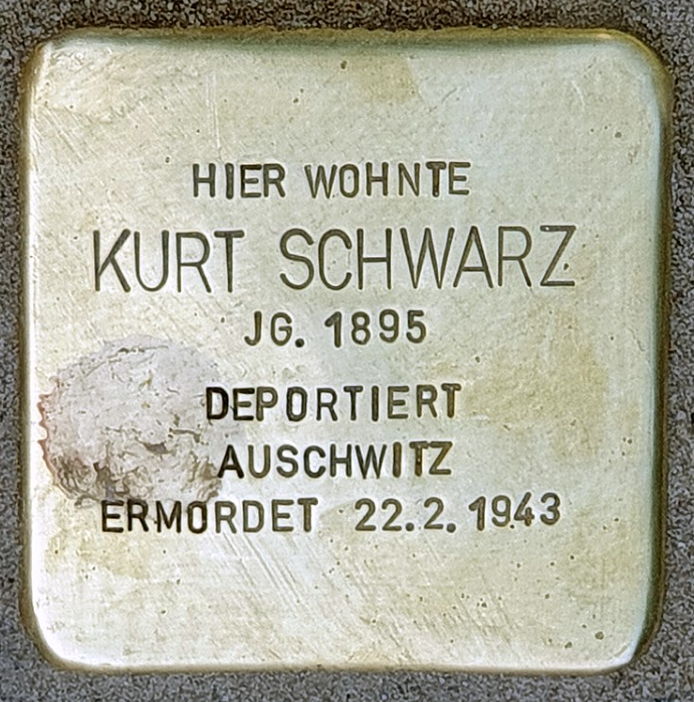 HIER WOHNTE
KURT SCHWARZ
JG. 1895
DEPORTIERT
AUSCHWITZ
ERMORDET 22.2.1943